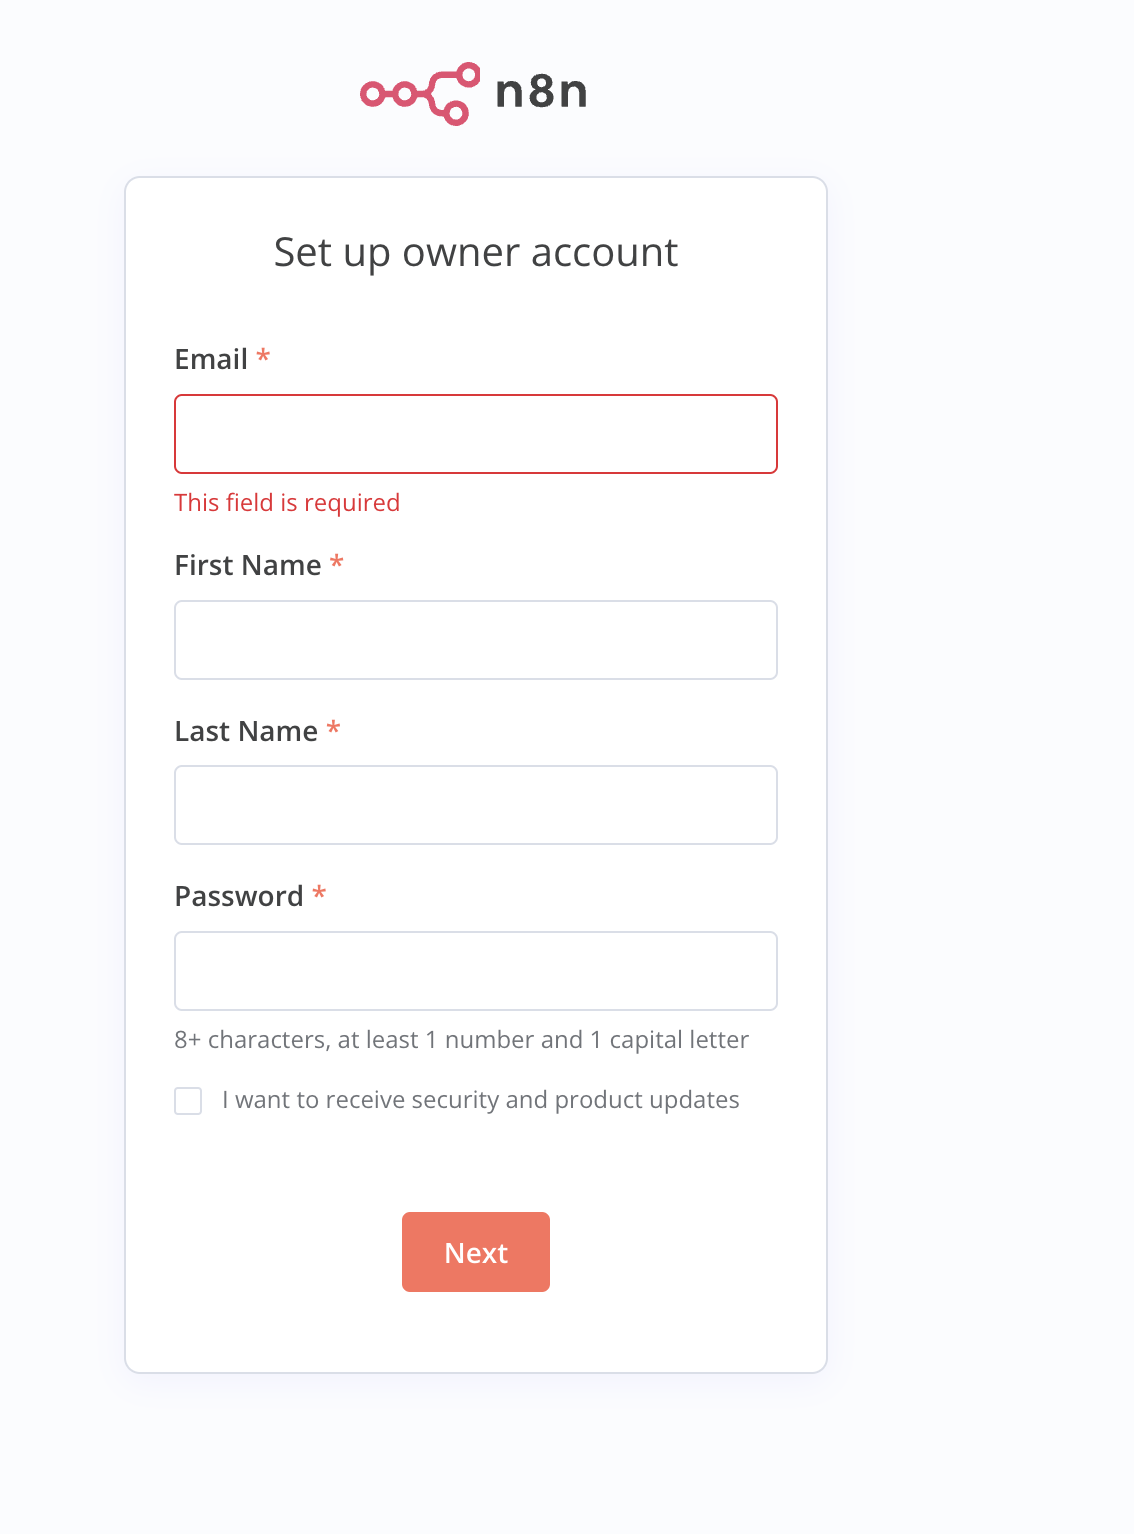 n8n
Set up owner account
Email *
This field is required
First Name *
Last Name *
Password *
8+ characters, at least 1 number and 1 capital letter
I want to receive security and product updates
Next